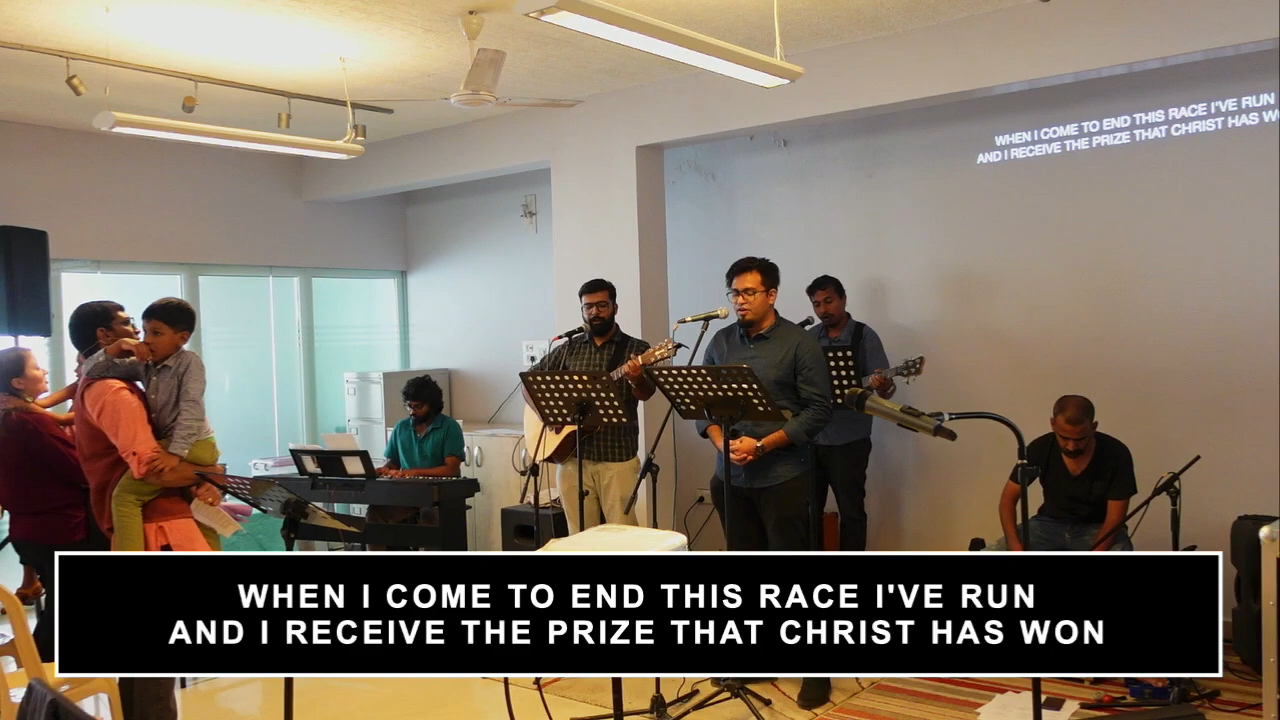 WHEN I COME TO END THIS RACE I'VE RUN
AND I RECEIVE THE PRIZE THAT CHRIST HAS
WHEN I COME TO END THIS RACE I'VE RUN
AND I RECEIVE THE PRIZE THAT CHRIST HAS WON